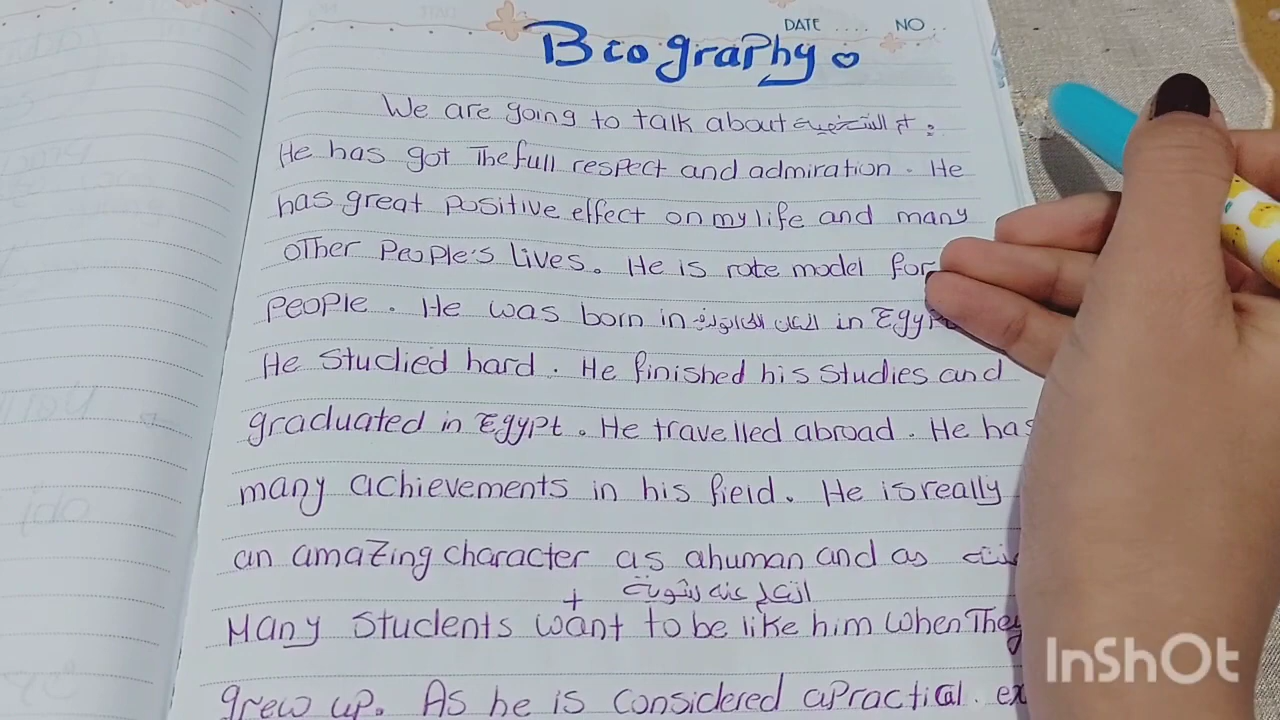 DATE .... NO ..
Biography
We are going to talk about اسم الشخصية :
He has got The full respect and admiration. He
has great positive effect on my life and many
other People's lives. He is rote model for
People. He was born in المكان in Egypt
He studied hard. He finished his studies and
graduated in Egypt. He travelled abroad. He has
many achievements in his field. He is really
an amazing character as a human and as
+ اتكلم عنه بشوية
Many students want to be like him when They
grew up. As he is considered a Practical. ex
InShOt